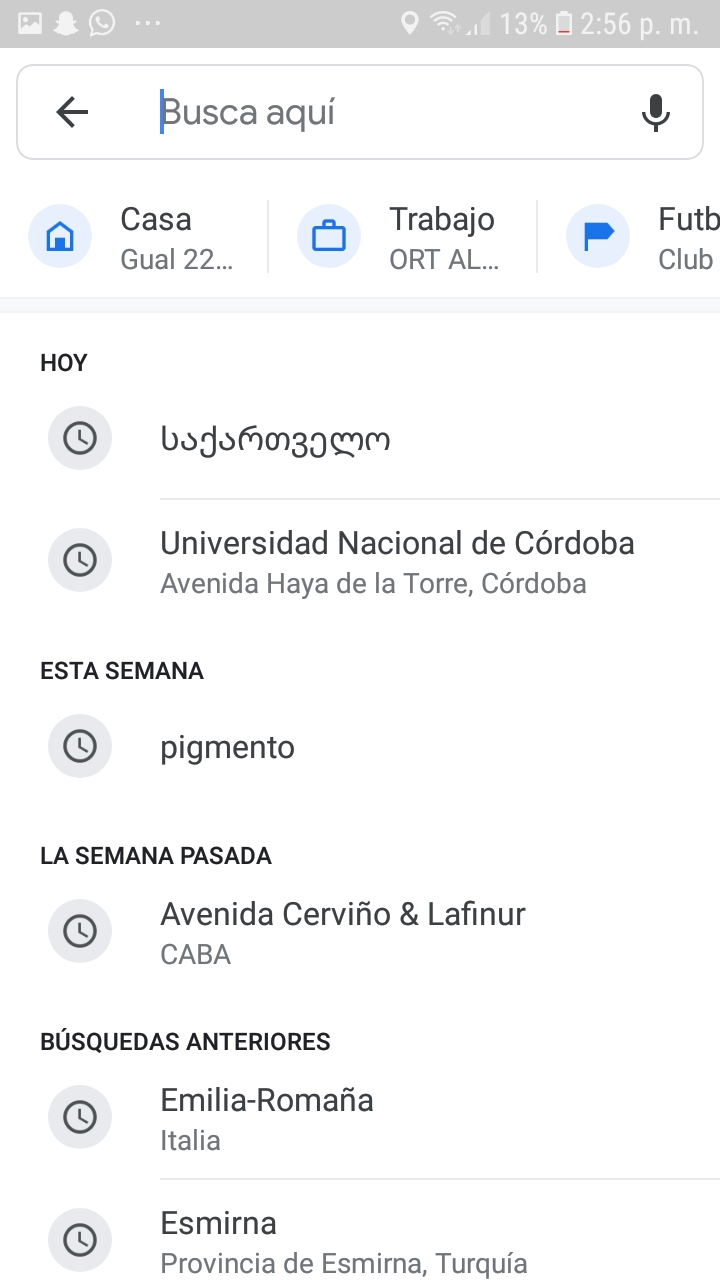 13% 2:56 p. m.
Busca aquí
Casa
Gual 22...
Trabajo
ORT AL...
Futb
Club
HOY
საქართველო
Universidad Nacional de Córdoba
Avenida Haya de la Torre, Córdoba
ESTA SEMANA
pigmento
LA SEMANA PASADA
Avenida Cerviño & Lafinur
CABA
BÚSQUEDAS ANTERIORES
Emilia-Romaña
Italia
Esmirna
Provincia de Esmirna, Turquía